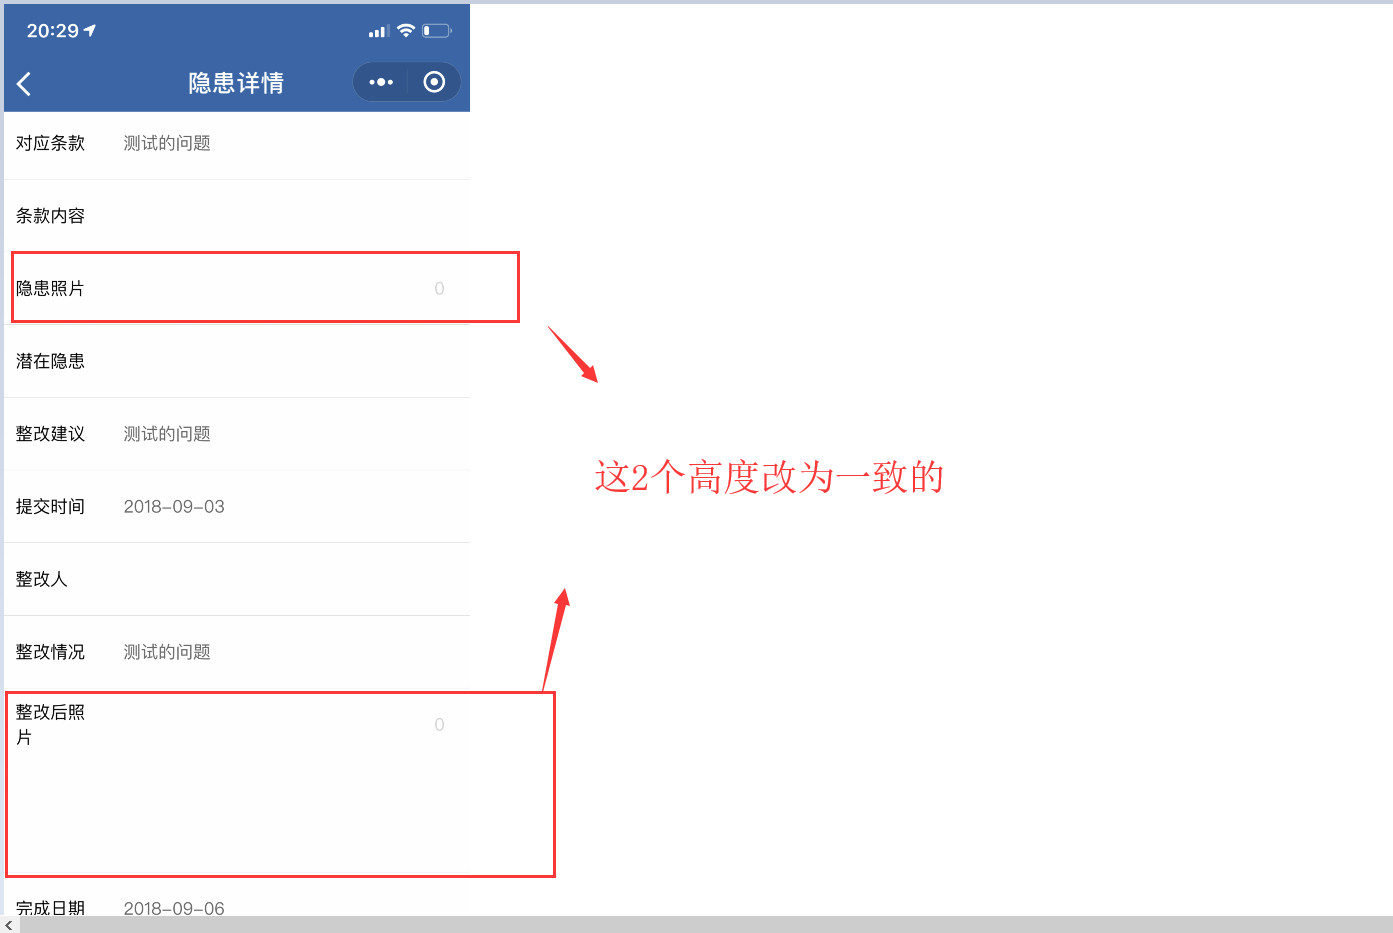 20:29
隐患详情
对应条款 测试的问题
条款内容
隐患照片 0
潜在隐患
整改建议 测试的问题
这2个高度改为一致的
提交时间 2018-09-03
整改人
整改情况 测试的问题
整改后照
片 0
完成日期 2018-09-06